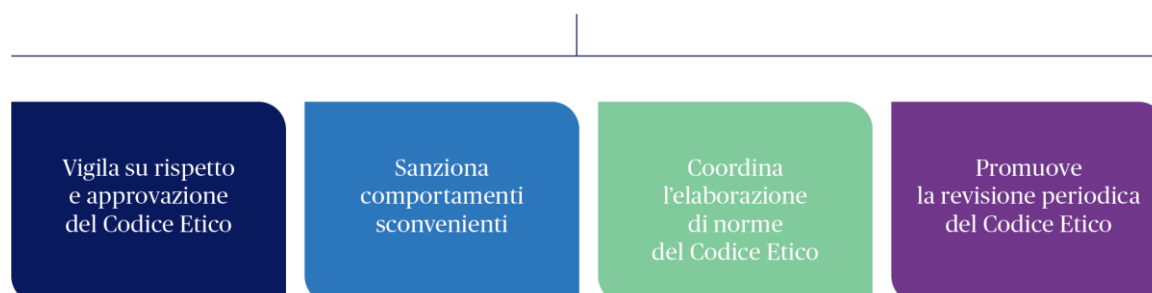 Vigila su rispetto
e approvazione
del Codice Etico
Sanziona
comportamenti
sconvenienti
Coordina
l'elaborazione
di norme
del Codice Etico
Promuove
la revisione periodica
del Codice Etico